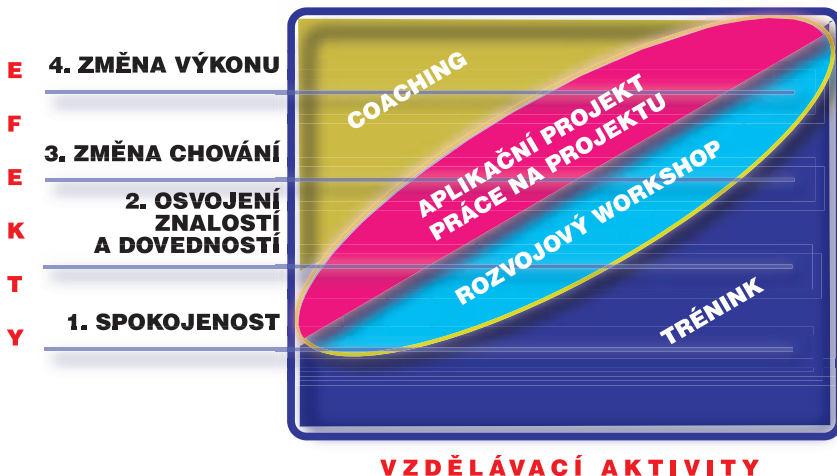 EFEKTY
4. ZMĚNA VÝKONU
3. ZMĚNA CHOVÁNÍ
2. OSVOJENÍ
ZNALOSTÍ
A DOVEDNOSTÍ
1. SPOKOJENOST
COACHING
APLIKAČNÍ PROJEKT
PRÁCE NA PROJEKTU
ROZVOJOVÝ WORKSHOP
TRÉNINK
VZDĚLÁVACÍ AKTIVITY